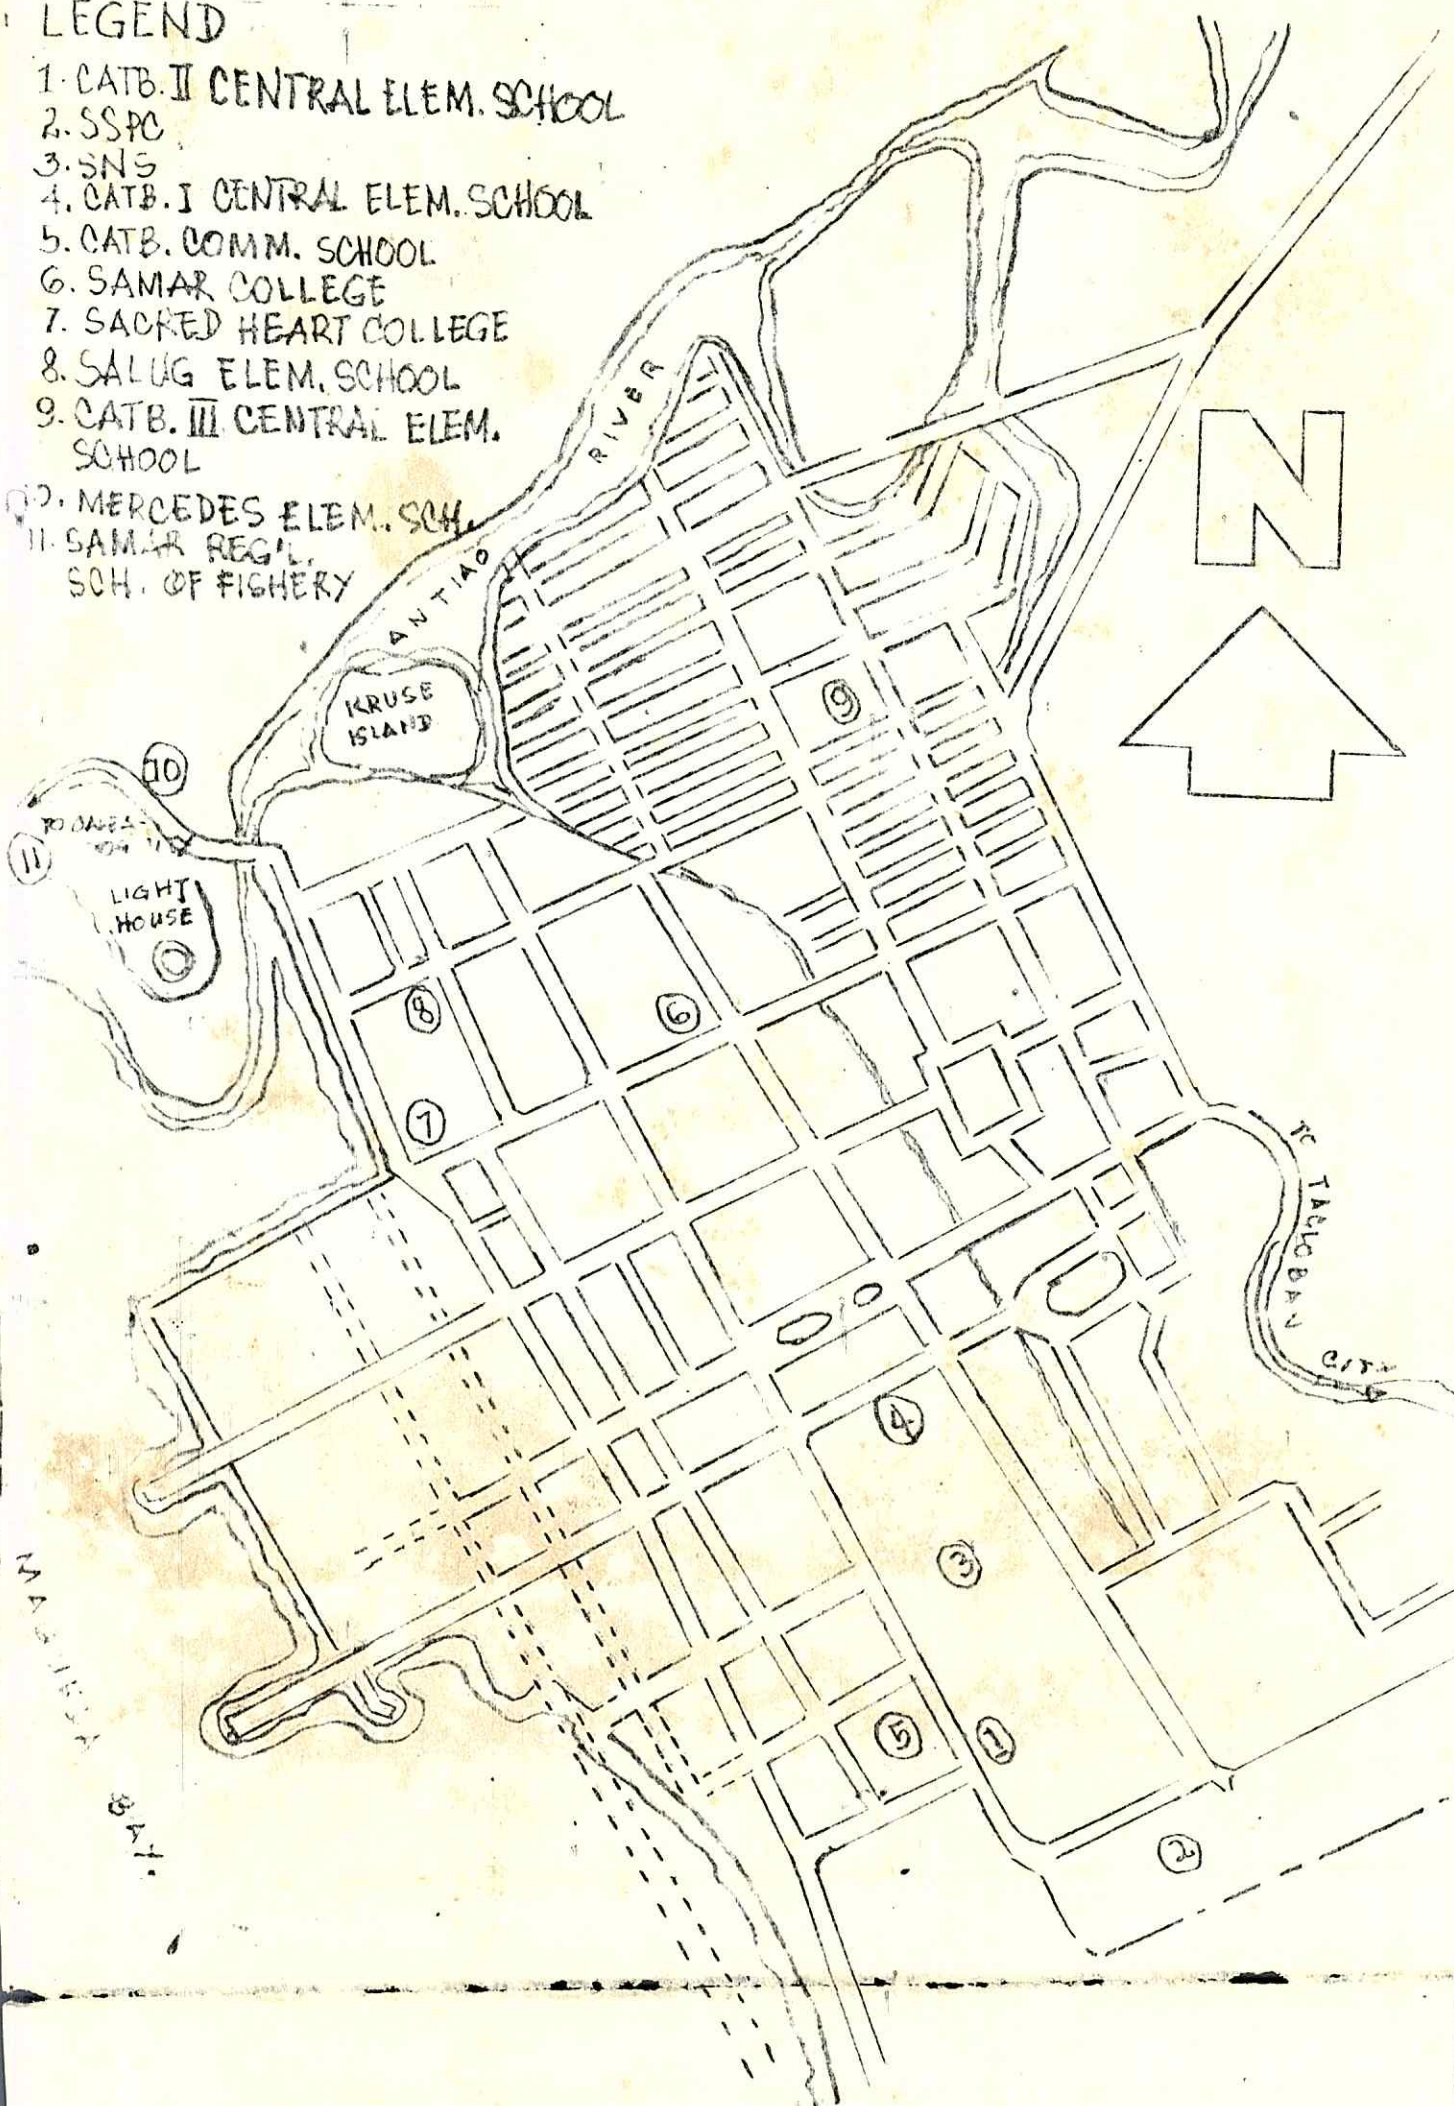 LEGEND
1. CATB. II CENTRAL ELEM. SCHOOL
2. SSPC
3. SNS
4. CATB. I CENTRAL ELEM. SCHOOL
5. CATB. COMM. SCHOOL
6. SAMAR COLLEGE
7. SACRED HEART COLLEGE
8. SALUG ELEM. SCHOOL
9. CATB. III CENTRAL ELEM.
SCHOOL
10. MERCEDES ELEM. SCH.
11. SAMAR REG'L.
SCH. OF FISHERY
N
ANTIAO RIVER
KRUSE
ISLAND
9
10
11
TO
LIGHT
HOUSE
8
6
7
TO TACLOBAN CITY
4
3
5
1
2
BAY.